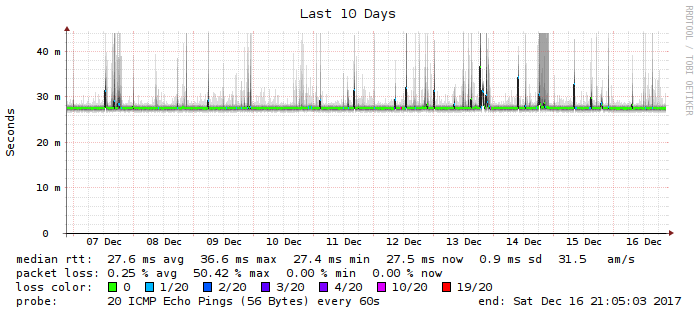 Last 10 Days
RRDTOOL / TOBI OETIKER
Seconds
40 m
30 m
20 m
10 m
0
07 Dec 08 Dec 09 Dec 10 Dec 11 Dec 12 Dec 13 Dec 14 Dec 15 Dec 16 Dec
median rtt: 27.6 ms avg 36.6 ms max 27.4 ms min 27.5 ms now 0.9 ms sd 31.5 am/s
packet loss: 0.25 % avg 50.42 % max 0.00 % min 0.00 % now
loss color: 0 1/20 2/20 3/20 4/20 10/20 19/20
probe: 20 ICMP Echo Pings (56 Bytes) every 60s end: Sat Dec 16 21:05:03 2017